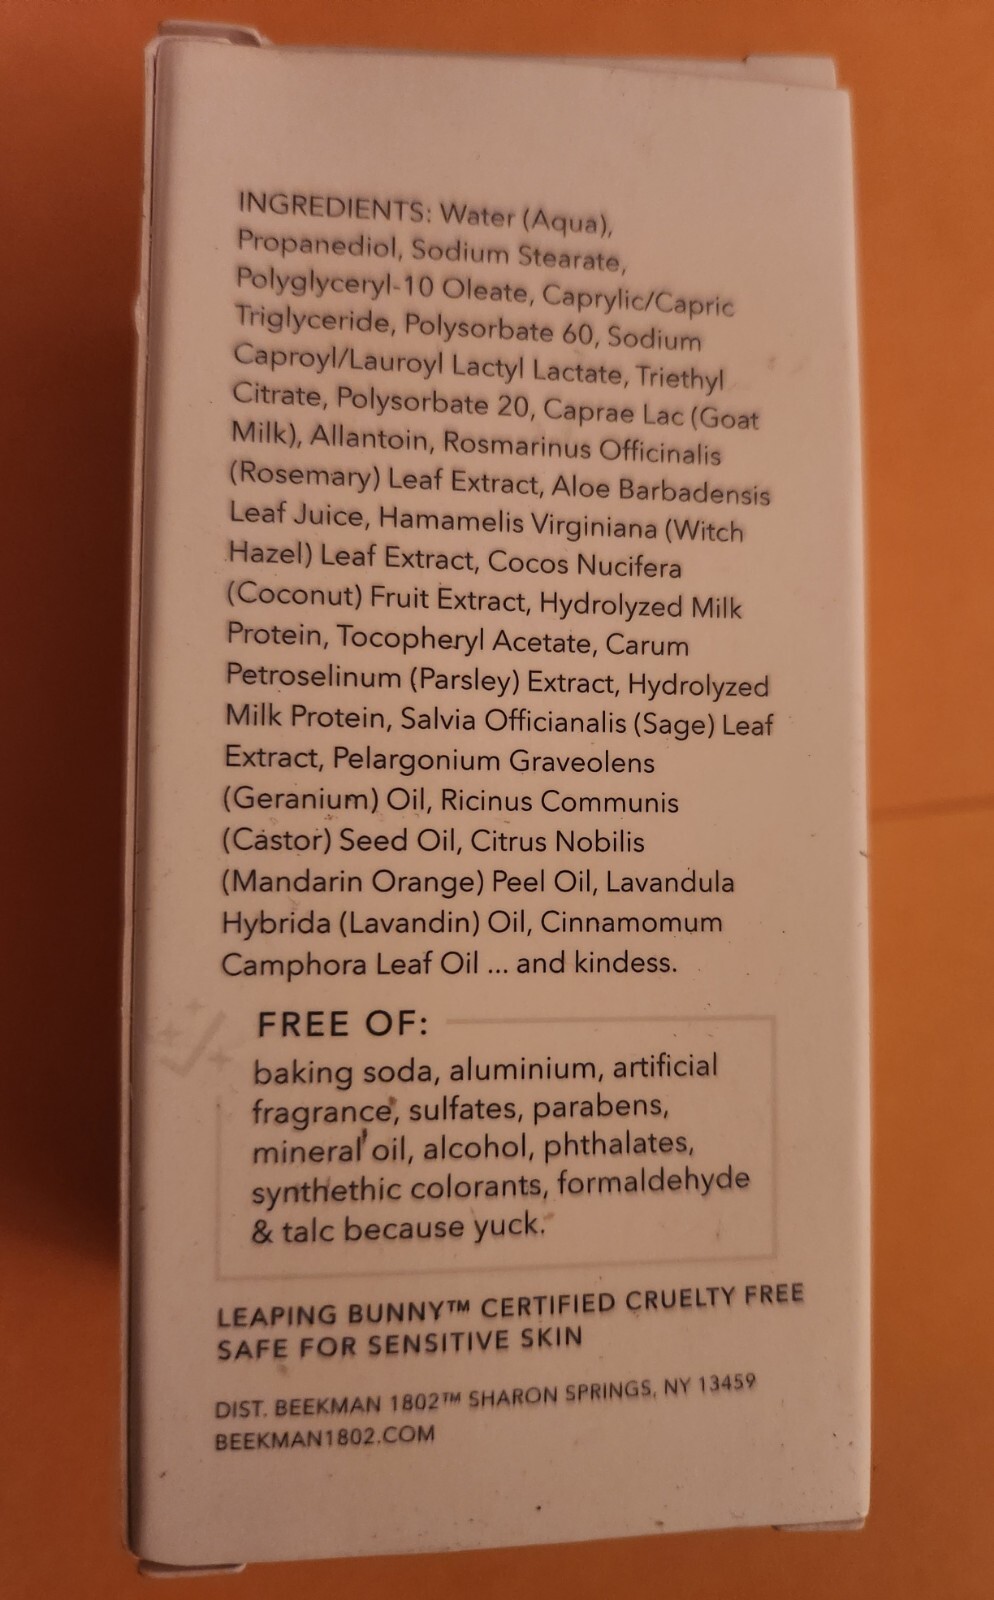 INGREDIENTS: Water (Aqua),
Propanediol, Sodium Stearate,
Polyglyceryl-10 Oleate, Caprylic/Capric
Triglyceride, Polysorbate 60, Sodium
Caproyl/Lauroyl Lactyl Lactate, Triethyl
Citrate, Polysorbate 20, Caprae Lac (Goat
Milk), Allantoin, Rosmarinus Officinalis
(Rosemary) Leaf Extract, Aloe Barbadensis
Leaf Juice, Hamamelis Virginiana (Witch
Hazel) Leaf Extract, Cocos Nucifera
(Coconut) Fruit Extract, Hydrolyzed Milk
Protein, Tocopheryl Acetate, Carum
Petroselinum (Parsley) Extract, Hydrolyzed
Milk Protein, Salvia Officianalis (Sage) Leaf
Extract, Pelargonium Graveolens
(Geranium) Oil, Ricinus Communis
(Castor) Seed Oil, Citrus Nobilis
(Mandarin Orange) Peel Oil, Lavandula
Hybrida (Lavandin) Oil, Cinnamomum
Camphora Leaf Oil ... and kindess.
FREE OF:
baking soda, aluminium, artificial
fragrance, sulfates, parabens,
mineral oil, alcohol, phthalates,
synthethic colorants, formaldehyde
& talc because yuck.
LEAPING BUNNY™ CERTIFIED CRUELTY FREE
SAFE FOR SENSITIVE SKIN
DIST. BEEKMAN 1802™ SHARON SPRINGS, NY 13459
BEEKMAN1802.COM